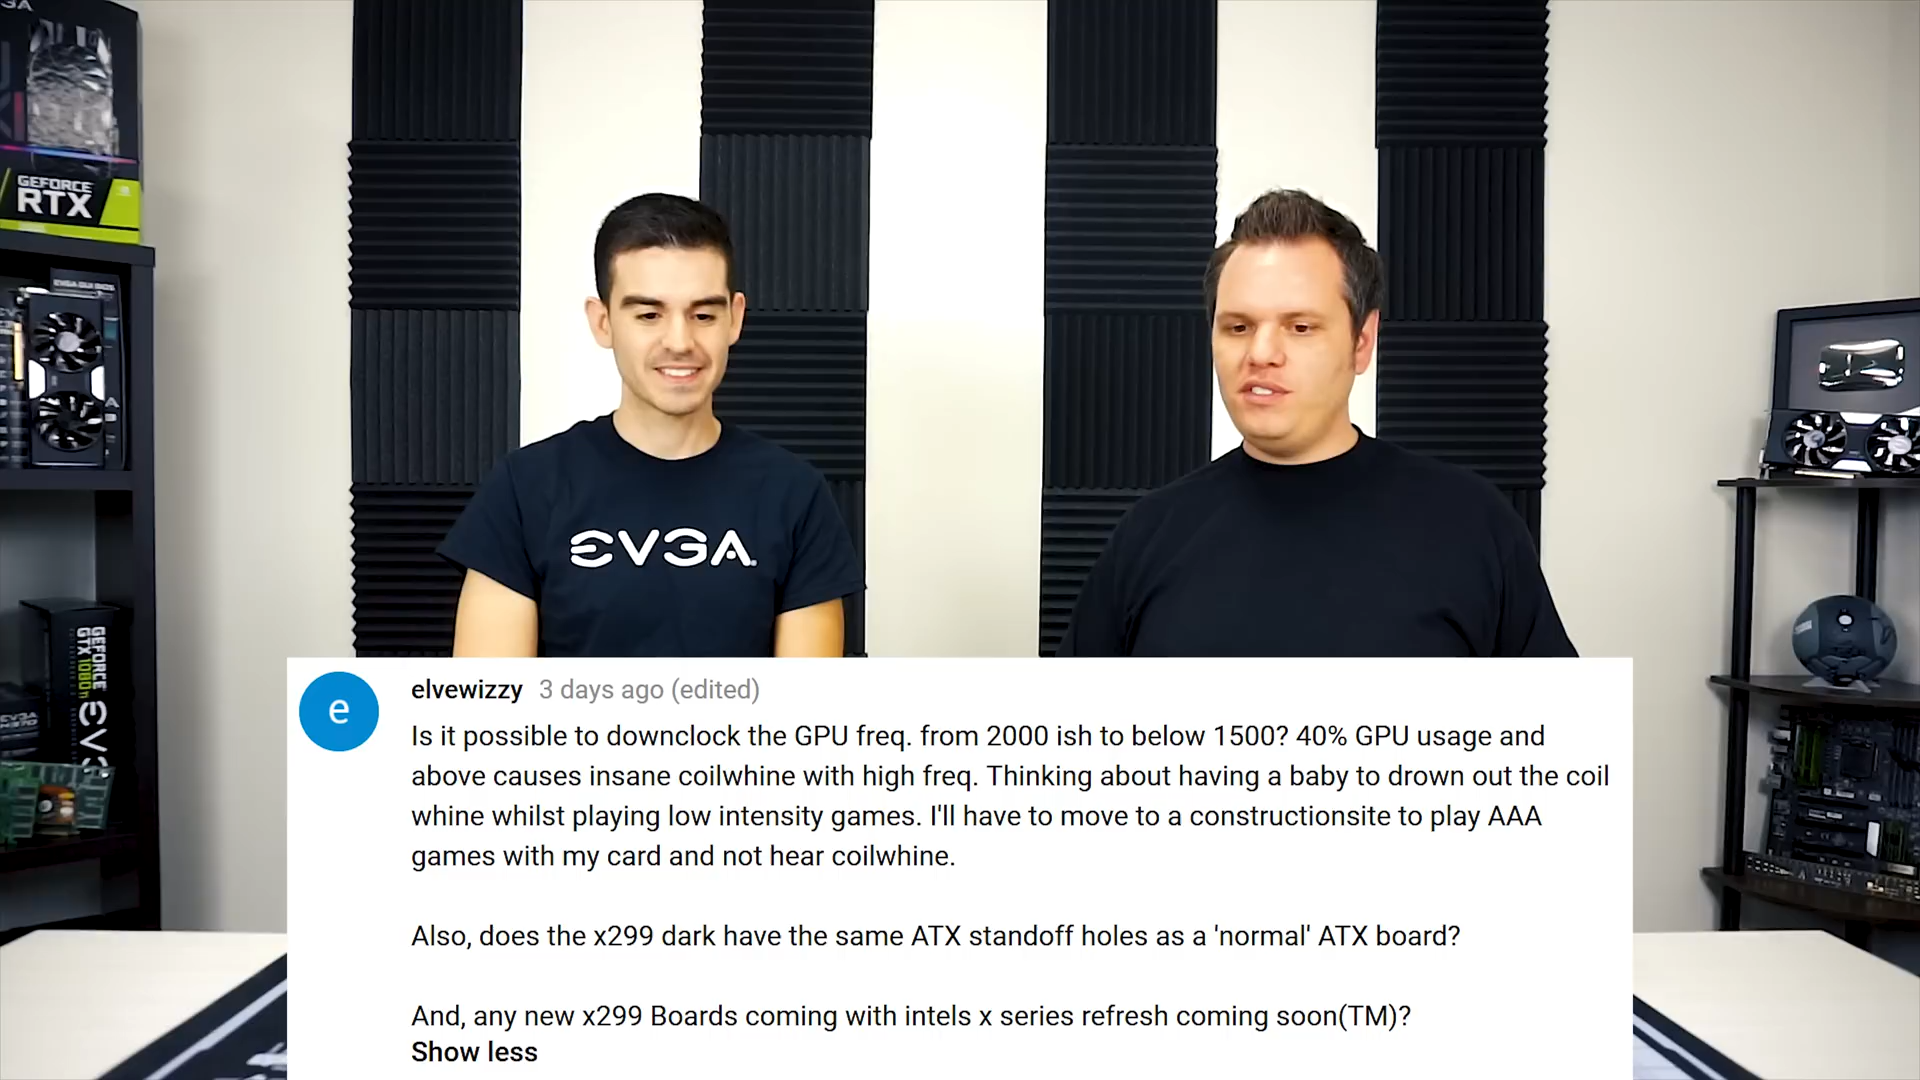 GEFORCE
RTX
GEFORCE
GTX 1080 Ti
EVGA
elvewizzy 3 days ago (edited)
e
Is it possible to downclock the GPU freq. from 2000 ish to below 1500? 40% GPU usage and
above causes insane coilwhine with high freq. Thinking about having a baby to drown out the coil
whine whilst playing low intensity games. I'll have to move to a constructionsite to play AAA
games with my card and not hear coilwhine.
Also, does the x299 dark have the same ATX standoff holes as a 'normal' ATX board?
And, any new x299 Boards coming with intels x series refresh coming soon(TM)?
Show less